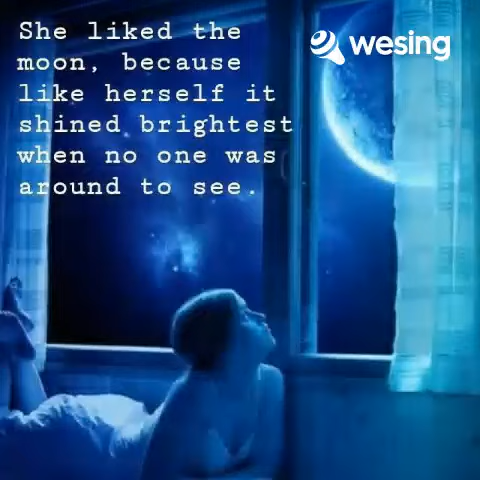 She liked the
moon, because
like herself it
shined brightest
when no one was
around to see.
wesing